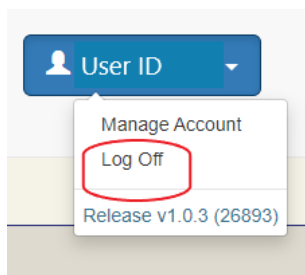 User ID
Manage Account
Log Off
Release v1.0.3 (26893)